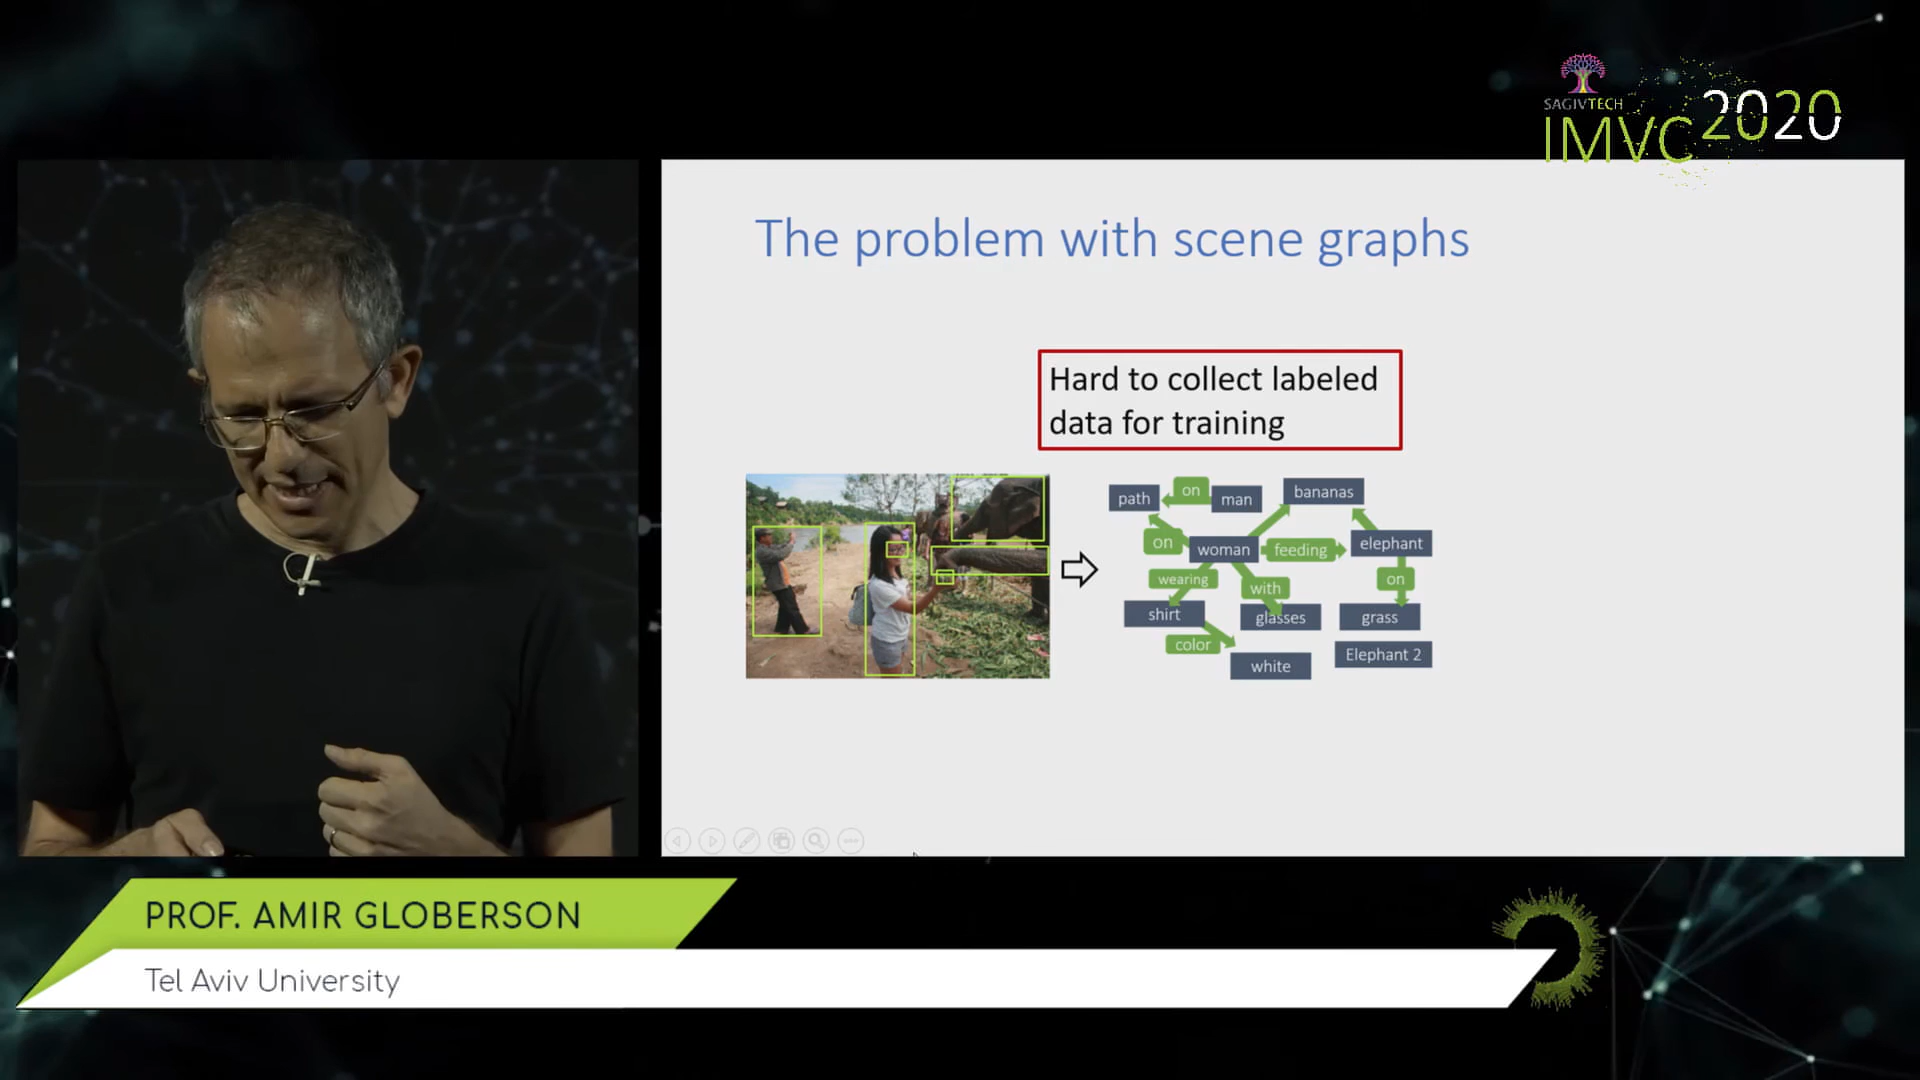 SAGIVTECH
IMVC 2020
The problem with scene graphs
Hard to collect labeled
data for training
path
on
man
bananas
on
woman
feeding
elephant
wearing
with
on
shirt
glasses
grass
color
white
Elephant 2
PROF. AMIR GLOBERSON
Tel Aviv University